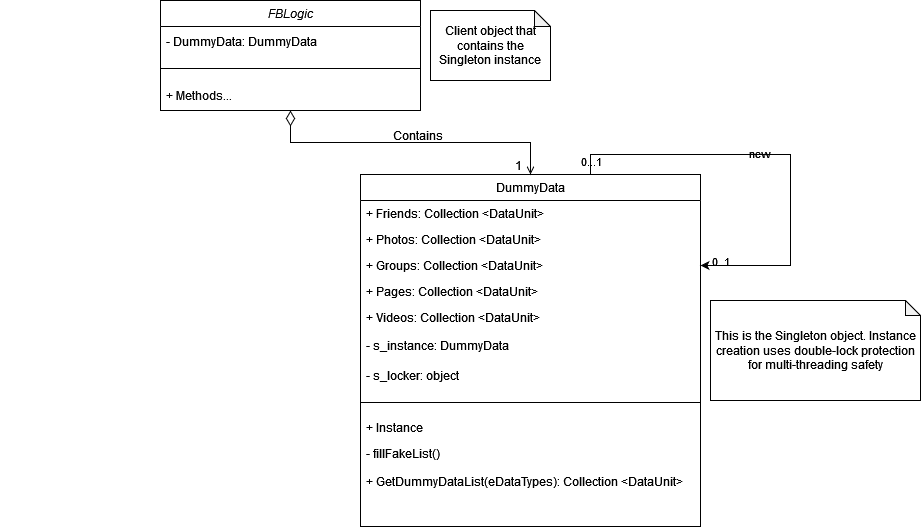 FBLogic
- DummyData: DummyData
+ Methods...
Client object that
contains the
Singleton instance
Contains
1
0...1
new
0..1
DummyData
+ Friends: Collection <DataUnit>
+ Photos: Collection <DataUnit>
+ Groups: Collection <DataUnit>
+ Pages: Collection <DataUnit>
+ Videos: Collection <DataUnit>
- s_instance: DummyData
- s_locker: object
+ Instance
- fillFakeList()
+ GetDummyDataList(eDataTypes): Collection <DataUnit>
This is the Singleton object. Instance
creation uses double-lock protection
for multi-threading safety